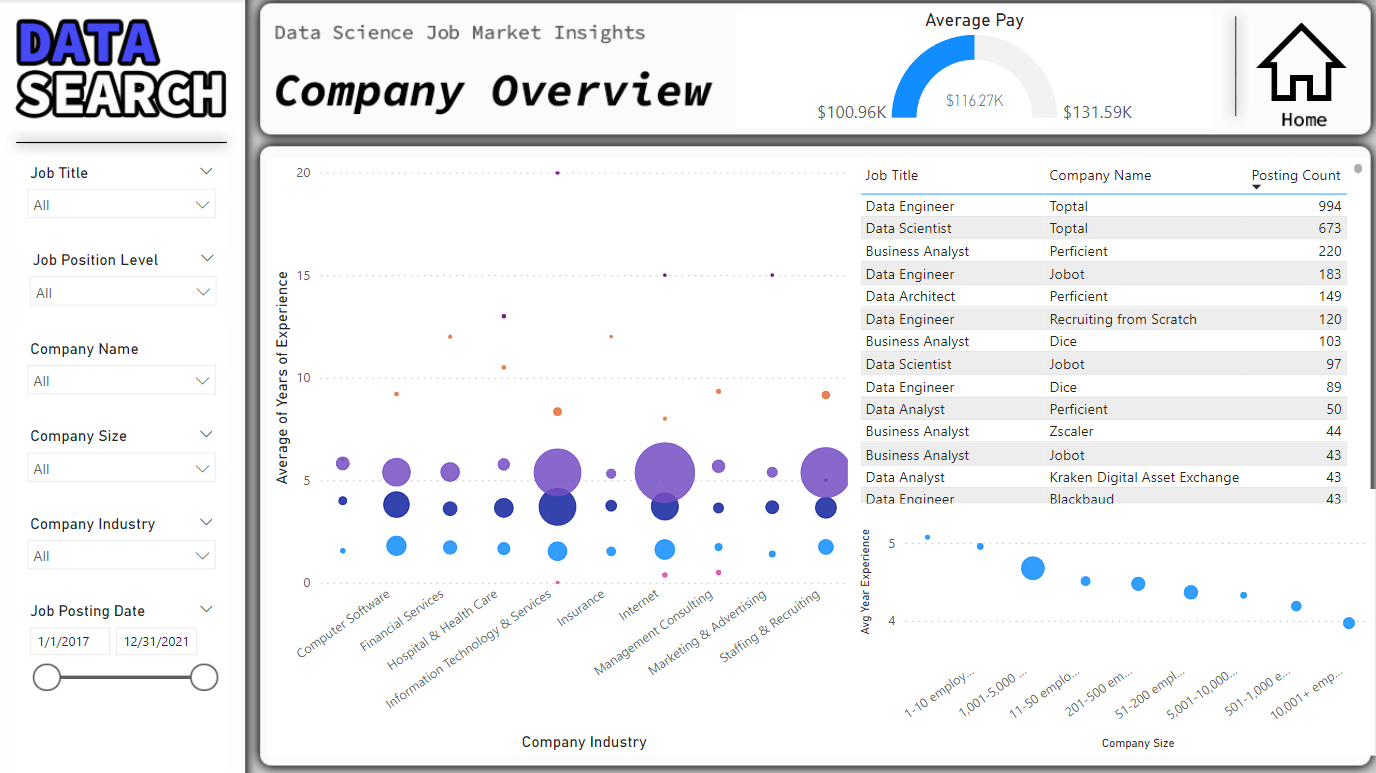 DATA
SEARCH
Job Title
All
Job Position Level
All
Company Name
All
Company Size
All
Company Industry
All
Job Posting Date
1/1/2017 12/31/2021
Data Science Job Market Insights
Company Overview
Average Pay
$116.27K
$100.96K $131.59K
Home
20
15
10
5
0
Average of Years of Experience
Computer Software
Financial Services
Hospital & Health Care
Information Technology & Services
Insurance
Internet
Management Consulting
Marketing & Advertising
Staffing & Recruiting
Company Industry
Job Title Company Name Posting Count
Data Engineer Toptal 994
Data Scientist Toptal 673
Business Analyst Perficient 220
Data Engineer Jobot 183
Data Architect Perficient 149
Data Engineer Recruiting from Scratch 120
Business Analyst Dice 103
Data Scientist Jobot 97
Data Engineer Dice 89
Data Analyst Perficient 50
Business Analyst Zscaler 44
Business Analyst Jobot 43
Data Analyst Kraken Digital Asset Exchange 43
Data Engineer Blackbaud 43
5
4
Avg Year Experience
1-10 employ...
1,001-5,000 ...
11-50 emplo...
201-500 em...
51-200 empl...
5,001-10,000...
501-1,000 e...
10,001+ emp...
Company Size